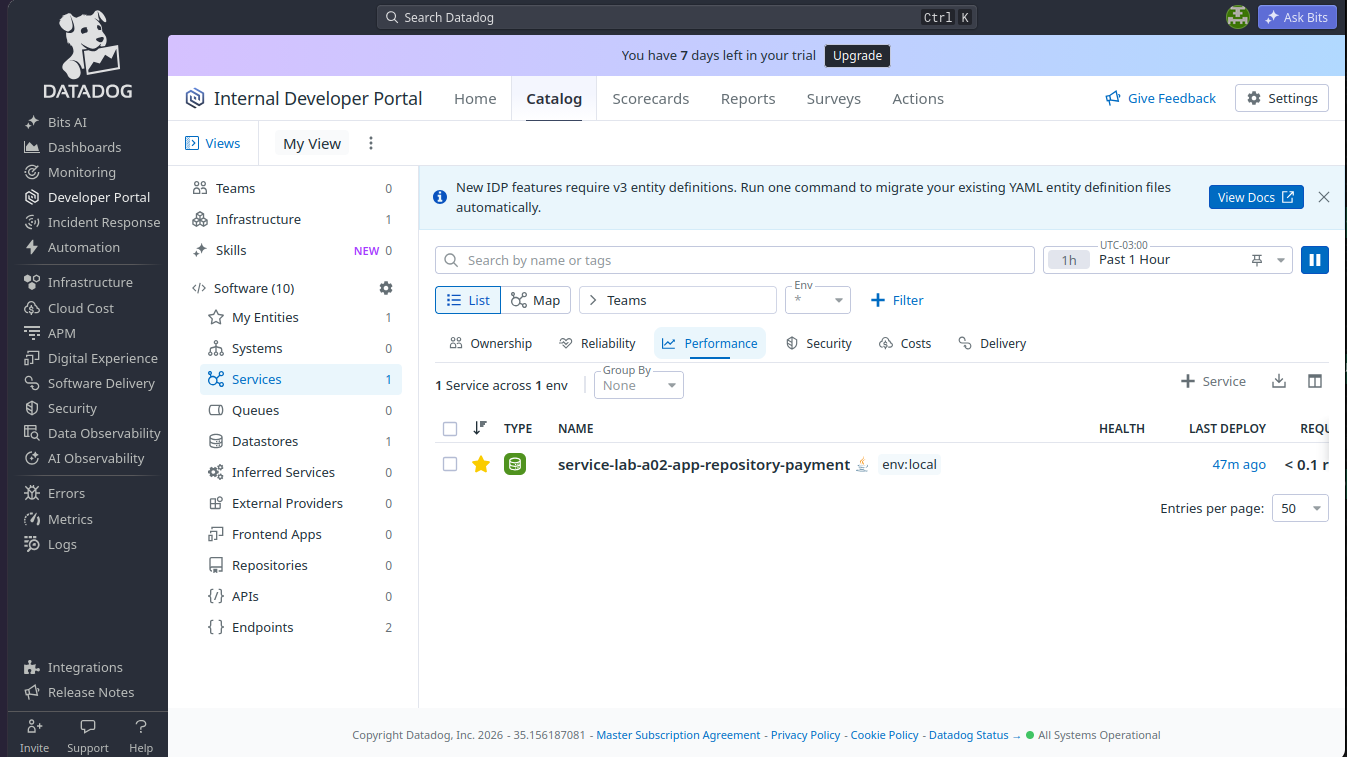 DATADOG
Bits AI
Dashboards
Monitoring
Developer Portal
Incident Response
Automation
Infrastructure
Cloud Cost
APM
Digital Experience
Software Delivery
Security
Data Observability
AI Observability
Errors
Metrics
Logs
Integrations
Release Notes
Invite Support Help
Search Datadog Ctrl K
Ask Bits
You have 7 days left in your trial Upgrade
Internal Developer Portal Home Catalog Scorecards Reports Surveys Actions Give Feedback Settings
Views My View
Teams 0
Infrastructure 1
Skills NEW 0
Software (10)
My Entities 1
Systems 0
Services 1
Queues 0
Datastores 1
Inferred Services 0
External Providers 0
Frontend Apps 0
Repositories 0
APIs 0
Endpoints 2
New IDP features require v3 entity definitions. Run one command to migrate your existing YAML entity definition files
automatically.
View Docs
Search by name or tags
UTC-03:00
1h Past 1 Hour
List Map Teams
Env
*
Filter
Ownership Reliability Performance Security Costs Delivery
1 Service across 1 env
Group By
None
+ Service
TYPE NAME HEALTH LAST DEPLOY REQU
service-lab-a02-app-repository-payment env:local 47m ago < 0.1 r
Entries per page: 50
Copyright Datadog, Inc. 2026 - 35.156187081 - Master Subscription Agreement - Privacy Policy - Cookie Policy - Datadog Status → All Systems Operational